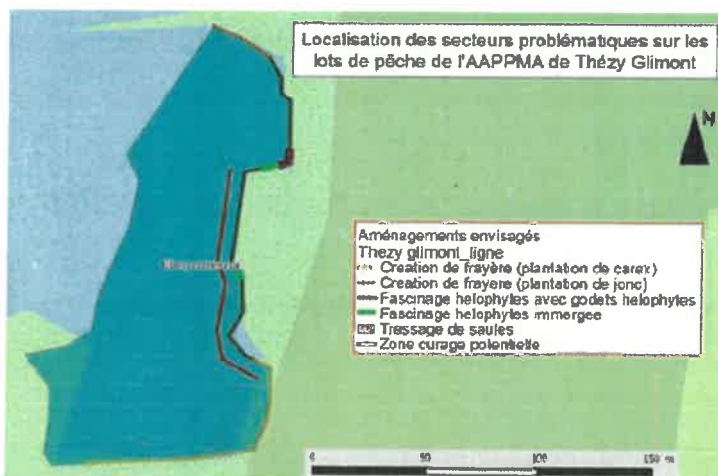 Localisation des secteurs problématiques sur les
lots de pêche de l'AAPPMA de Thézy Glimont
N
Aménagements envisagés
Thezy glimont_ligne
Creation de frayère (plantation de carex)
Creation de frayere (plantation de jonc)
Fascinage helophytes avec godets helophytes
Fascinage helophytes immergee
Tressage de saules
Zone curage potentielle
0 50 100 150 m